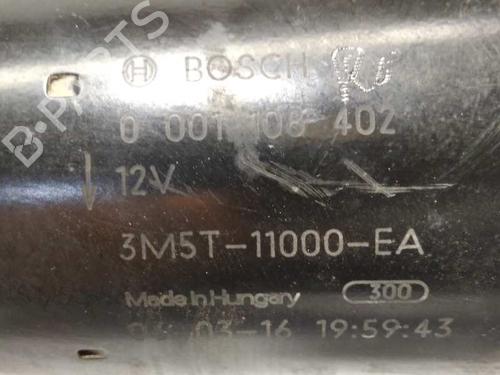 B-PARTS
BOSCH
0 001 108 402
12V
3M5T-11000-EA
Made in Hungary 300
03-16 19:59:43